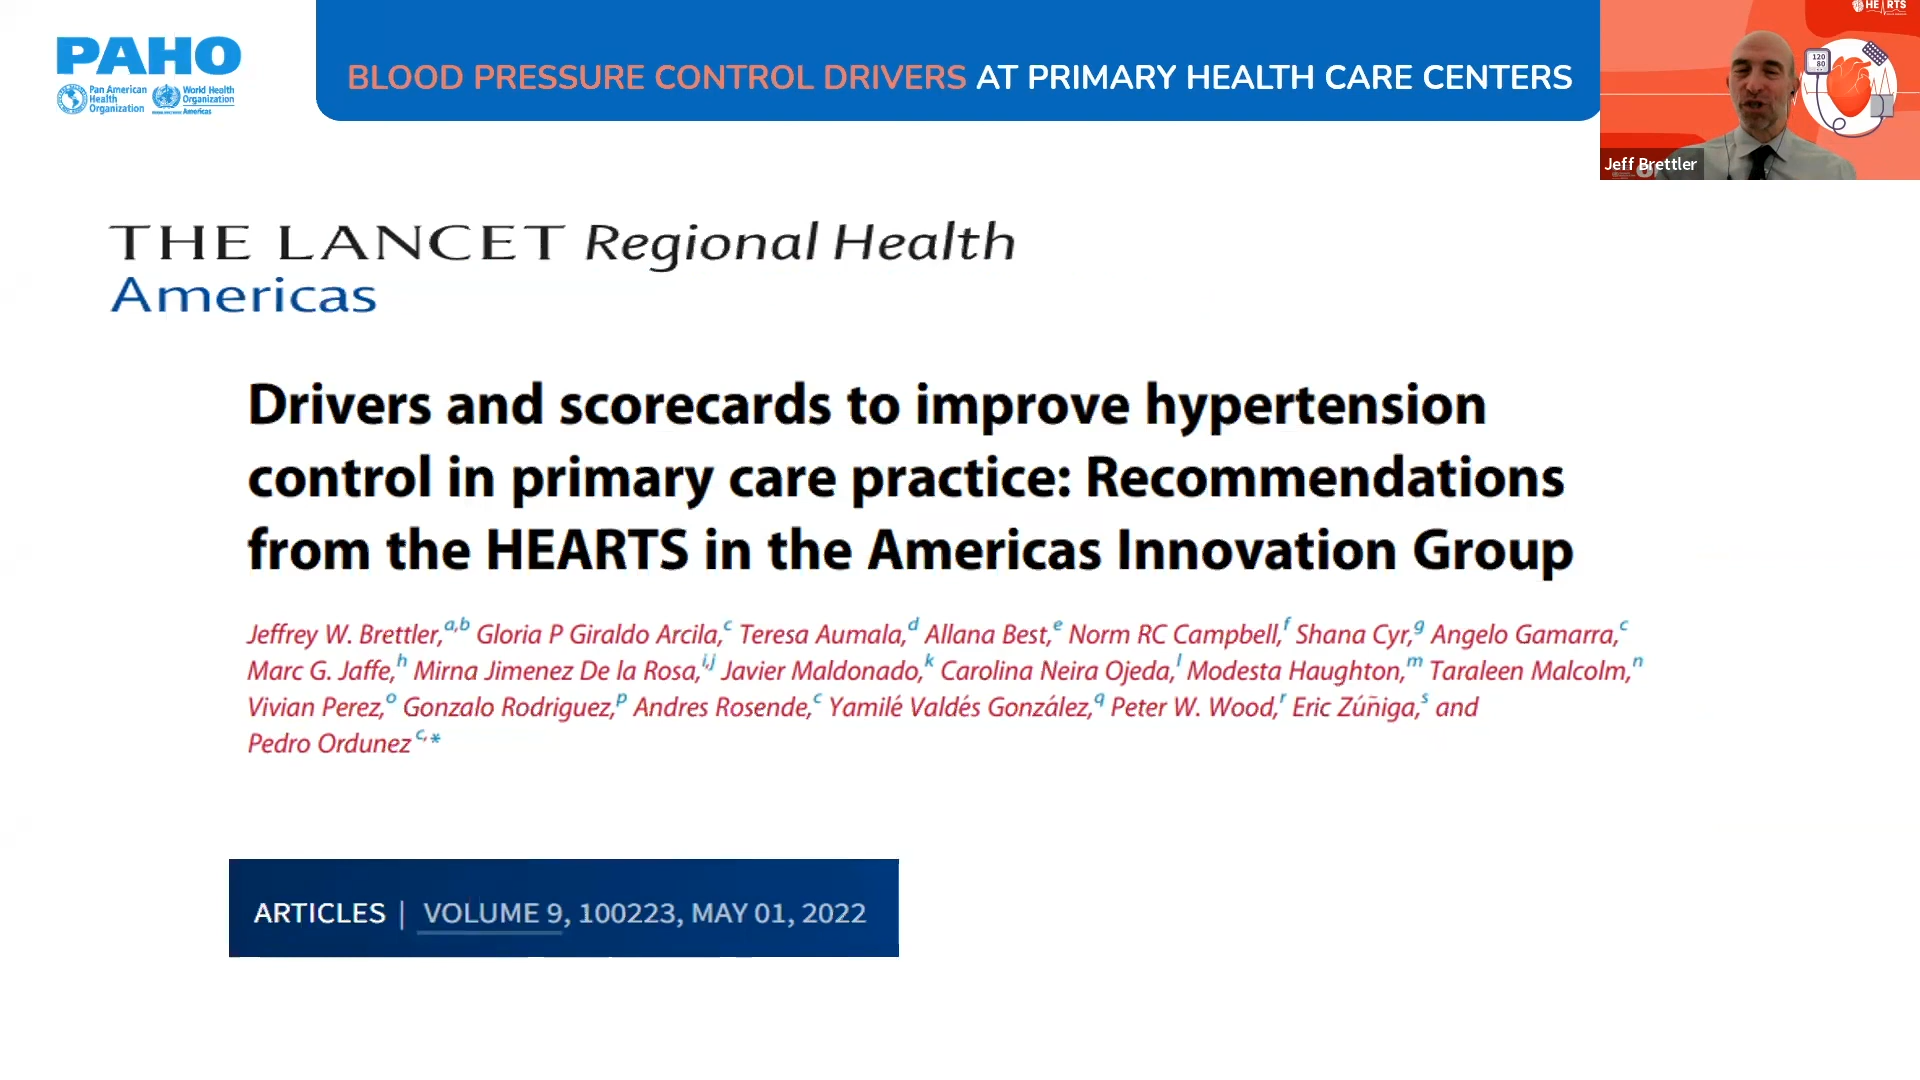 PAHO
Pan American
Health
Organization
World Health
Organization
Americas
BLOOD PRESSURE CONTROL DRIVERS AT PRIMARY HEALTH CARE CENTERS
HEARTS
120
80
Jeff Brettler
THE LANCET Regional Health
Americas
Drivers and scorecards to improve hypertension
control in primary care practice: Recommendations
from the HEARTS in the Americas Innovation Group
Jeffrey W. Brettler,a,b Gloria P Giraldo Arcila,c Teresa Aumala,d Allana Best,e Norm RC Campbell,f Shana Cyr,g Angelo Gamarra,c
Marc G. Jaffe,h Mirna Jimenez De la Rosa,i,j Javier Maldonado,k Carolina Neira Ojeda,l Modesta Haughton,m Taraleen Malcolm,n
Vivian Perez,o Gonzalo Rodriguez,p Andres Rosende,c Yamilé Valdés González,q Peter W. Wood,r Eric Zúñiga,s and
Pedro Ordunez c,*
ARTICLES | VOLUME 9, 100223, MAY 01, 2022